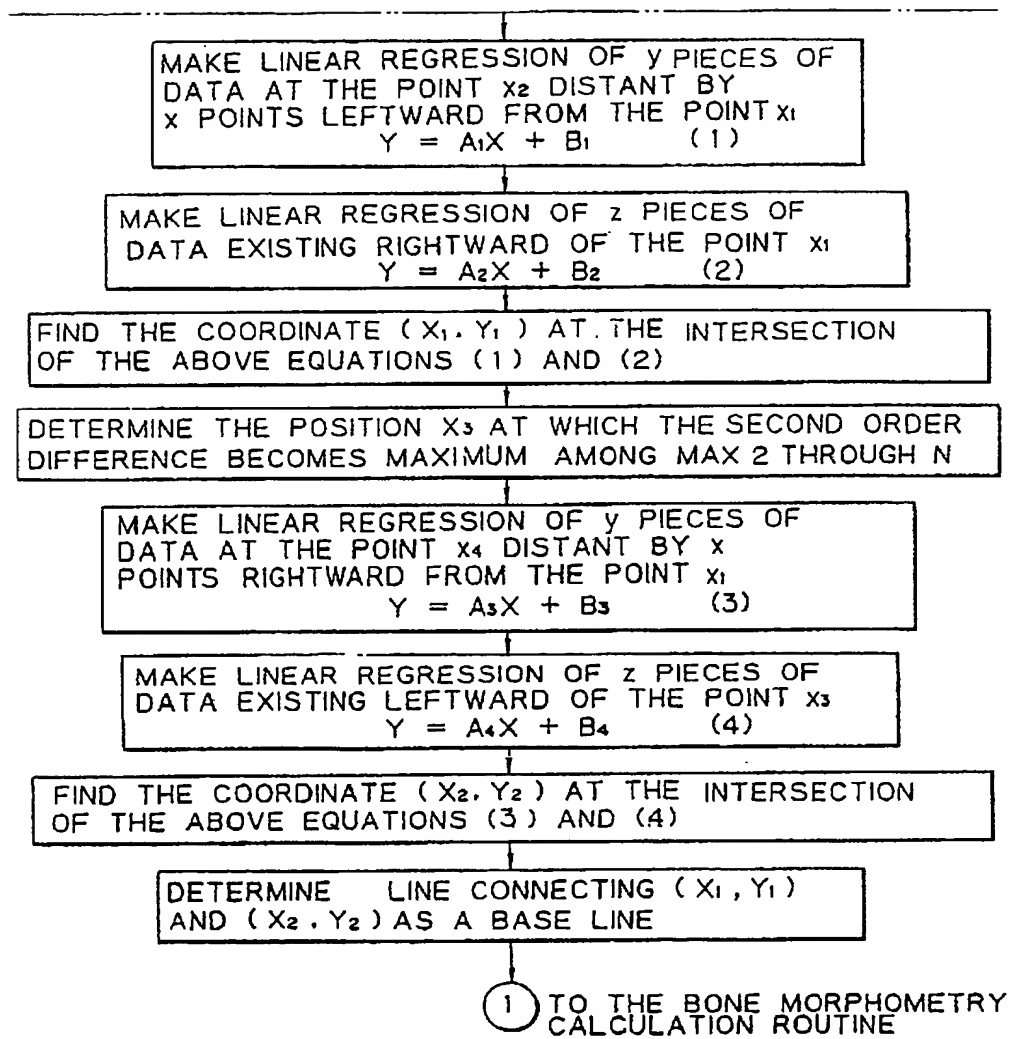 MAKE LINEAR REGRESSION OF y PIECES OF
DATA AT THE POINT x₂ DISTANT BY
x POINTS LEFTWARD FROM THE POINT x₁
Y = A₁X + B₁ (1)
MAKE LINEAR REGRESSION OF z PIECES OF
DATA EXISTING RIGHTWARD OF THE POINT x₁
Y = A₂X + B₂ (2)
FIND THE COORDINATE (X₁, Y₁) AT THE INTERSECTION
OF THE ABOVE EQUATIONS (1) AND (2)
DETERMINE THE POSITION X₃ AT WHICH THE SECOND ORDER
DIFFERENCE BECOMES MAXIMUM AMONG MAX 2 THROUGH N
MAKE LINEAR REGRESSION OF y PIECES OF
DATA AT THE POINT x₄ DISTANT BY x
POINTS RIGHTWARD FROM THE POINT x₁
Y = A₃X + B₃ (3)
MAKE LINEAR REGRESSION OF z PIECES OF
DATA EXISTING LEFTWARD OF THE POINT x₃
Y = A₄X + B₄ (4)
FIND THE COORDINATE (X₂, Y₂) AT THE INTERSECTION
OF THE ABOVE EQUATIONS (3) AND (4)
DETERMINE LINE CONNECTING (X₁, Y₁)
AND (X₂, Y₂) AS A BASE LINE
1 TO THE BONE MORPHOMETRY
CALCULATION ROUTINE